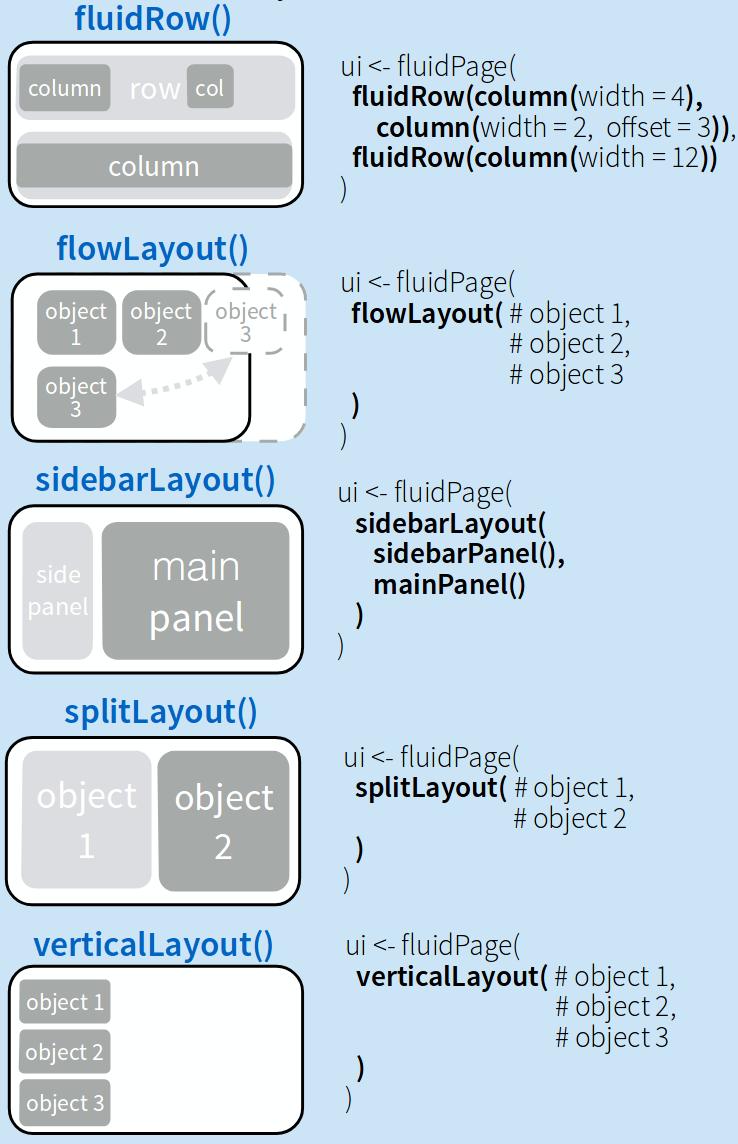 fluidRow()
column row col
column
ui <- fluidPage(
fluidRow(column(width = 4),
column(width = 2, offset = 3)),
fluidRow(column(width = 12))
)
flowLayout()
object
1
object
2
object
3
object
3
ui <- fluidPage(
flowLayout( # object 1,
# object 2,
# object 3
)
)
sidebarLayout()
side
panel
main
panel
ui <- fluidPage(
sidebarLayout(
sidebarPanel(),
mainPanel()
)
)
splitLayout()
object
1
object
2
ui <- fluidPage(
splitLayout( # object 1,
# object 2
)
)
verticalLayout()
object 1
object 2
object 3
ui <- fluidPage(
verticalLayout( # object 1,
# object 2,
# object 3
)
)